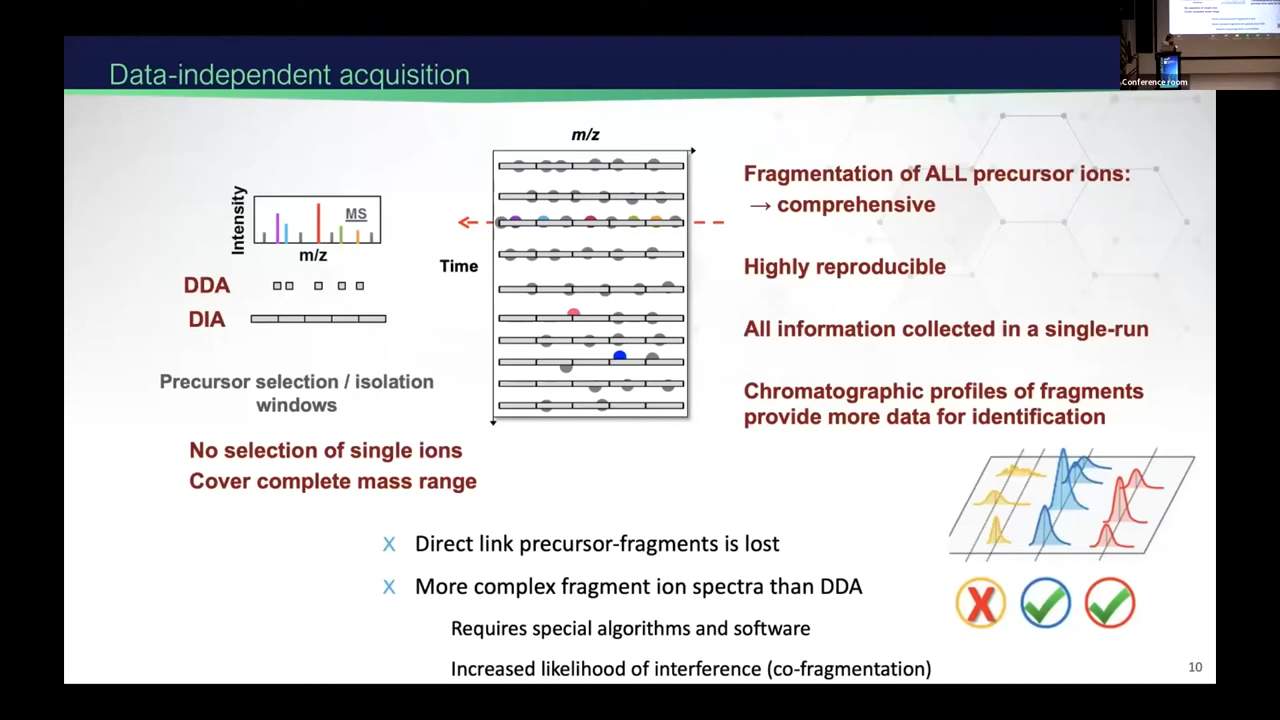 Data-independent acquisition
Conference room
m/z
Intensity
MS
m/z
Time
DDA
DIA
Precursor selection / isolation
windows
No selection of single ions
Cover complete mass range
Fragmentation of ALL precursor ions:
→ comprehensive
Highly reproducible
All information collected in a single-run
Chromatographic profiles of fragments
provide more data for identification
X Direct link precursor-fragments is lost
X More complex fragment ion spectra than DDA
Requires special algorithms and software
Increased likelihood of interference (co-fragmentation)
10